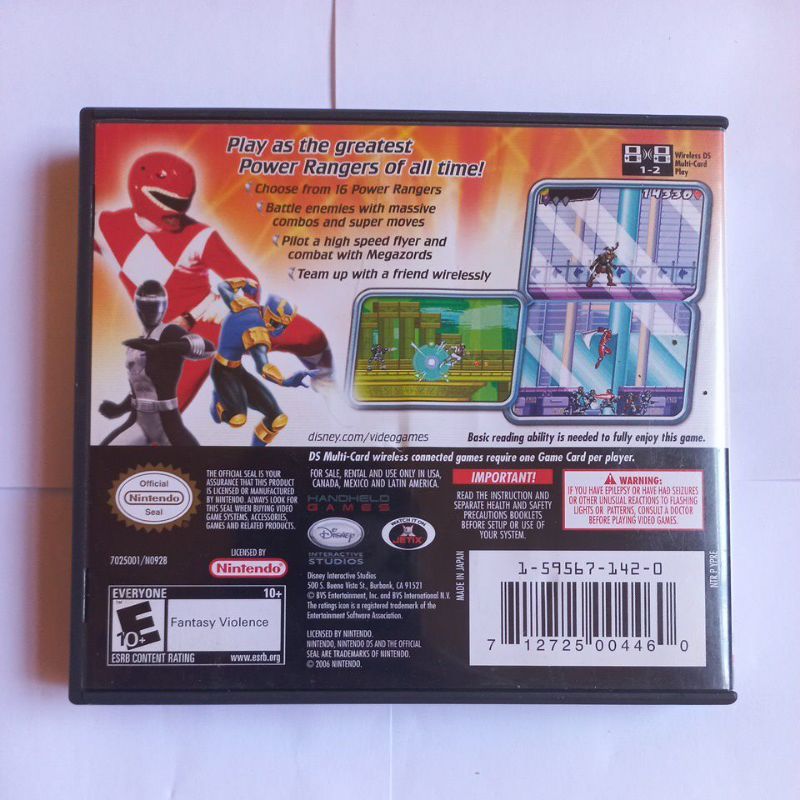 Play as the greatest
Power Rangers of all time!
Choose from 16 Power Rangers
Battle enemies with massive
combos and super moves
Pilot a high speed flyer and
combat with Megazords
Team up with a friend wirelessly
1-2
Wireless DS
Multi-Card
Play
14330
disney.com/videogames
Basic reading ability is needed to fully enjoy this game.
DS Multi-Card wireless connected games require one Game Card per player.
Official
Nintendo
Seal
THE OFFICIAL SEAL IS YOUR
ASSURANCE THAT THIS PRODUCT
IS LICENSED OR MANUFACTURED
BY NINTENDO. ALWAYS LOOK FOR
THIS SEAL WHEN BUYING VIDEO
GAME SYSTEMS, ACCESSORIES,
GAMES AND RELATED PRODUCTS.
7025001/N0928
LICENSED BY
Nintendo
EVERYONE 10+
E
10+
TM
Fantasy Violence
ESRB CONTENT RATING www.esrb.org
FOR SALE, RENTAL AND USE ONLY IN USA,
CANADA, MEXICO AND LATIN AMERICA.
HANDHELD
GAMES
Disney
INTERACTIVE
STUDIOS
WATCH IT ON
JETIX
Disney Interactive Studios
500 S. Buena Vista St., Burbank, CA 91521
© BVS Entertainment, Inc. and BVS International N.V.
The ratings icon is a registered trademark of the
Entertainment Software Association.
LICENSED BY NINTENDO.
NINTENDO, NINTENDO DS AND THE OFFICIAL
SEAL ARE TRADEMARKS OF NINTENDO.
© 2006 NINTENDO.
IMPORTANT!
READ THE INSTRUCTION AND
SEPARATE HEALTH AND SAFETY
PRECAUTIONS BOOKLETS
BEFORE SETUP OR USE OF
YOUR SYSTEM.
WARNING:
IF YOU HAVE EPILEPSY OR HAVE HAD SEIZURES
OR OTHER UNUSUAL REACTIONS TO FLASHING
LIGHTS OR PATTERNS, CONSULT A DOCTOR
BEFORE PLAYING VIDEO GAMES.
MADE IN JAPAN
1-59567-142-0
7 12725 00446 0
NTR P YPRE